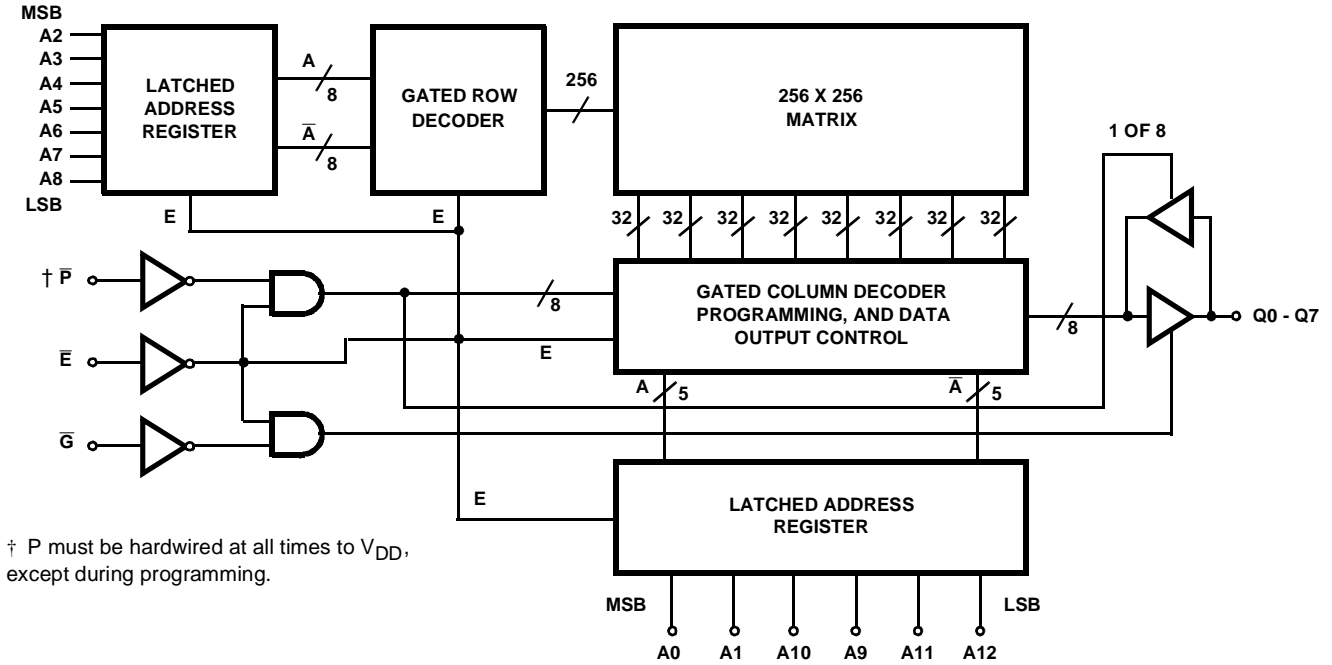 MSB
A2
A3
A4
A5
A6
A7
A8
LSB
LATCHED
ADDRESS
REGISTER
A
8
A̅
8
GATED ROW
DECODER
256
256 X 256
MATRIX
1 OF 8
E
E
32
32
32
32
32
32
32
32
† P̅
E̅
G̅
8
E
GATED COLUMN DECODER
PROGRAMMING, AND DATA
OUTPUT CONTROL
8
Q0 - Q7
A
5
A̅
5
E
LATCHED ADDRESS
REGISTER
† P must be hardwired at all times to VDD,
except during programming.
MSB
LSB
A0
A1
A10
A9
A11
A12